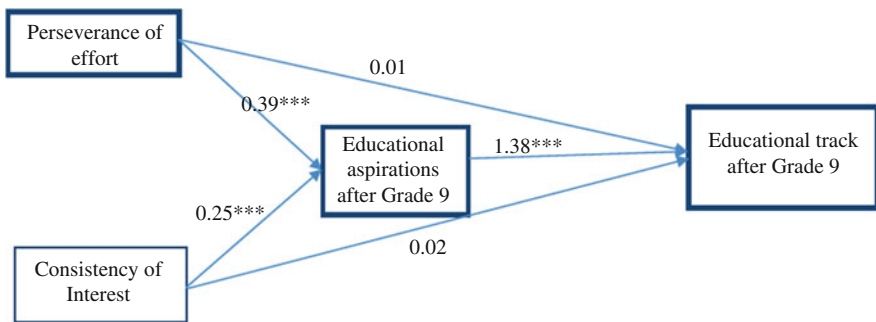 Perseverance of
effort
0.01
0.39***
Educational
aspirations
after Grade 9
1.38***
Educational track
after Grade 9
0.25***
0.02
Consistency of
Interest